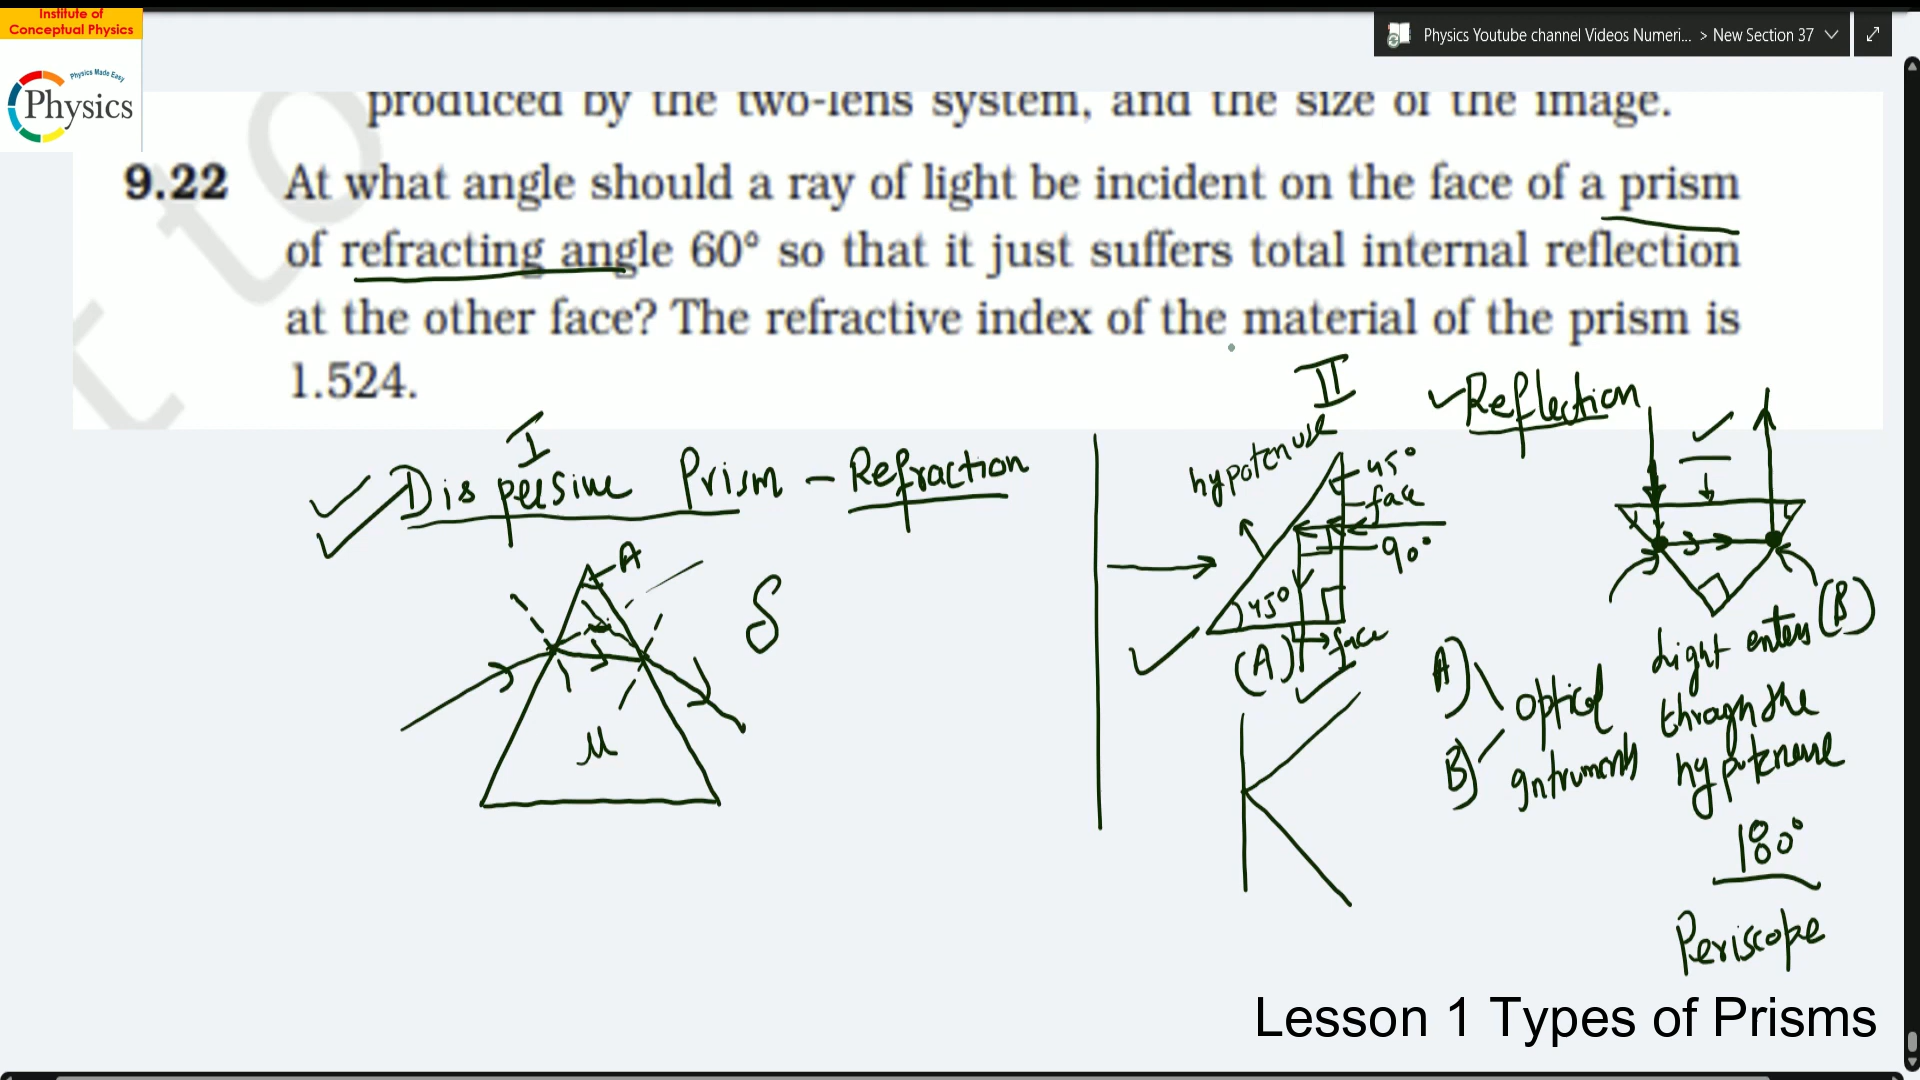 Institute of
Conceptual Physics
Physics Made Easy
Physics
Physics Youtube channel Videos Numeri... > New Section 37
produced by the two-lens system, and the size of the image.
9.22 At what angle should a ray of light be incident on the face of a prism
of refracting angle 60° so that it just suffers total internal reflection
at the other face? The refractive index of the material of the prism is
1.524.
I
Dispersive Prism - Refraction
A
δ
μ
II
Reflection
hypotenuse
45°
face
90°
45°
face
(A)
(B)
A)
B)
optical
Intruments
Light enters
through the
hypotenuse
180°
Periscope
Lesson 1 Types of Prisms